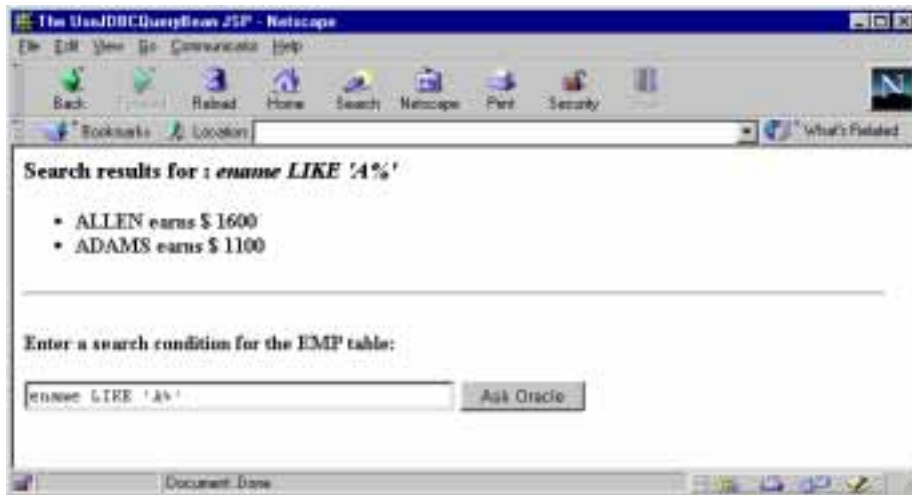 The UseJDBCQueryBean JSP - Netscape
File Edit View Go Communicator Help
Back Reload Home Search Netscape Print Security
Bookmarks Location What's Related
N
Search results for : ename LIKE 'A%'
• ALLEN earns $ 1600
• ADAMS earns $ 1100
Enter a search condition for the EMP table:
ename LIKE 'A%'
Ask Oracle
Document: Done